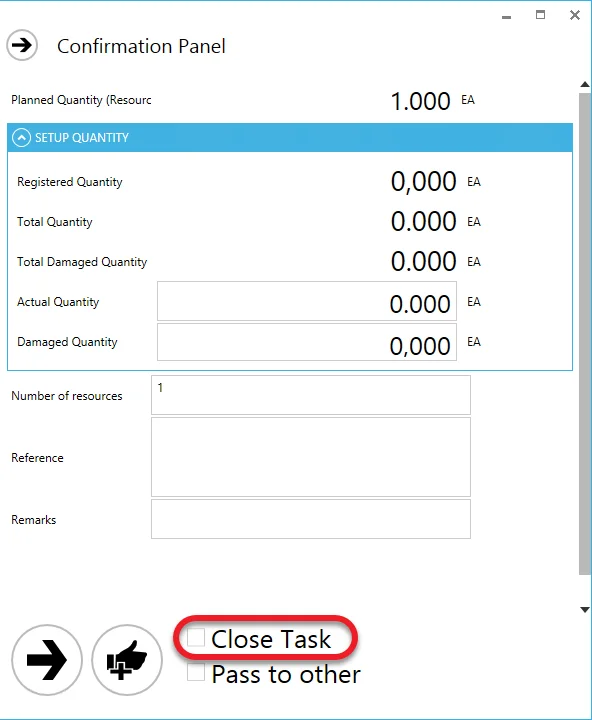 Confirmation Panel
Planned Quantity (Resourc 1.000 EA
SETUP QUANTITY
Registered Quantity 0,000 EA
Total Quantity 0.000 EA
Total Damaged Quantity 0.000 EA
Actual Quantity 0.000 EA
Damaged Quantity 0,000 EA
Number of resources 1
Reference
Remarks
Close Task
Pass to other